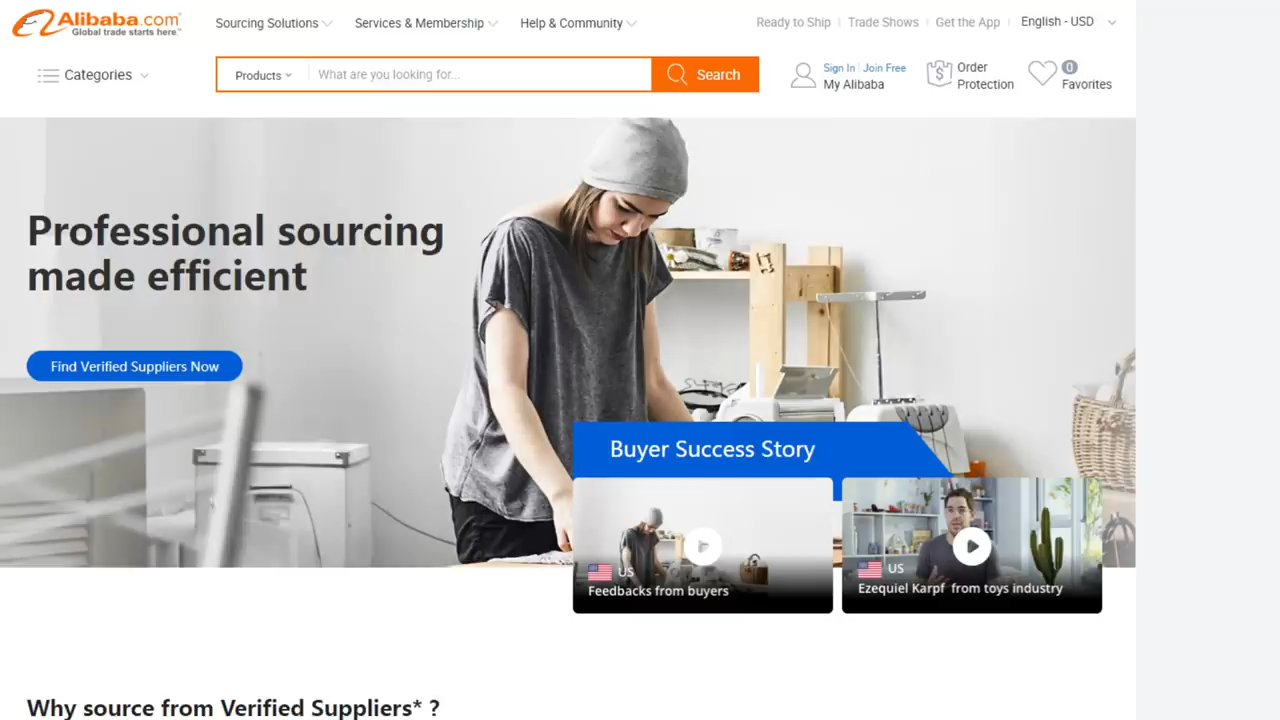 Alibaba.com
Global trade starts here.™
Sourcing Solutions
Services & Membership
Help & Community
Ready to Ship
Trade Shows
Get the App
English - USD
Categories
Products
What are you looking for...
Search
Sign In
Join Free
My Alibaba
Order
Protection
0
Favorites
Professional sourcing
made efficient
Find Verified Suppliers Now
Buyer Success Story
US
Feedbacks from buyers
US
Ezequiel Karpf from toys industry
Why source from Verified Suppliers* ?